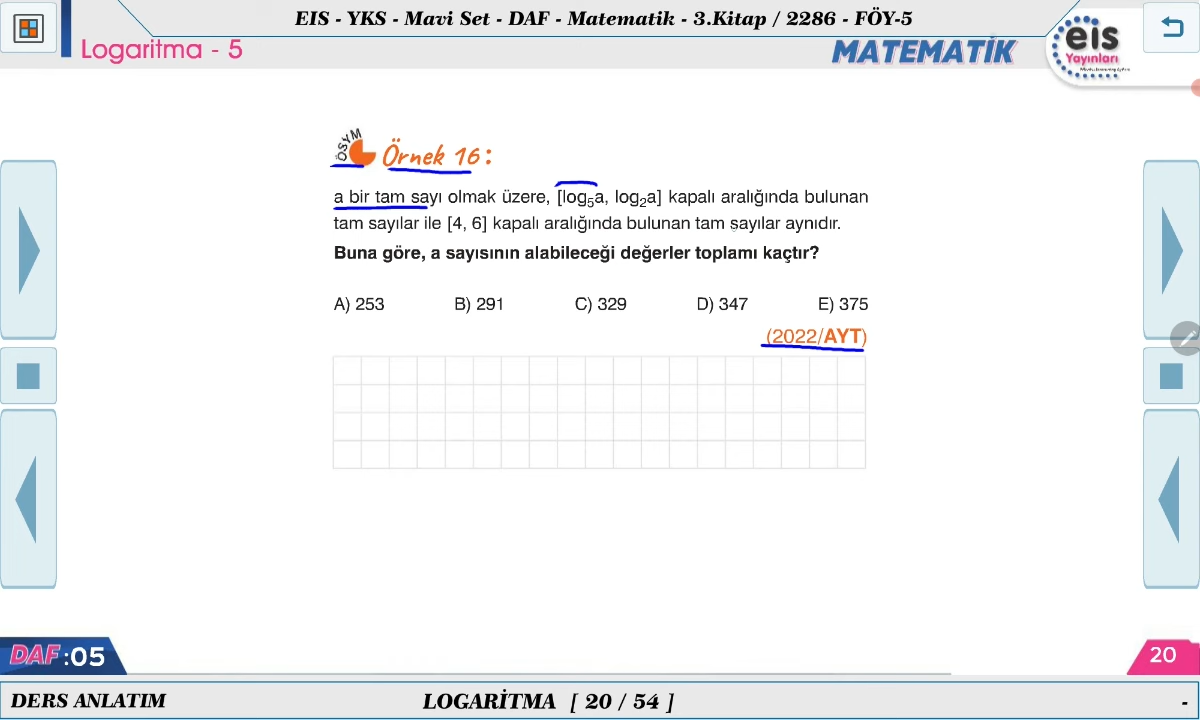 EIS - YKS - Mavi Set - DAF - Matematik - 3.Kitap / 2286 - FÖY-5
Logaritma - 5
MATEMATİK
eis
Yayınları
ÖSYM
Örnek 16:
a bir tam sayı olmak üzere, [log₅a, log₂a] kapalı aralığında bulunan
tam sayılar ile [4, 6] kapalı aralığında bulunan tam sayılar aynıdır.
Buna göre, a sayısının alabileceği değerler toplamı kaçtır?
A) 253 B) 291 C) 329 D) 347 E) 375
(2022/AYT)
DAF:05
20
DERS ANLATIM
LOGARİTMA [ 20 / 54 ]
-